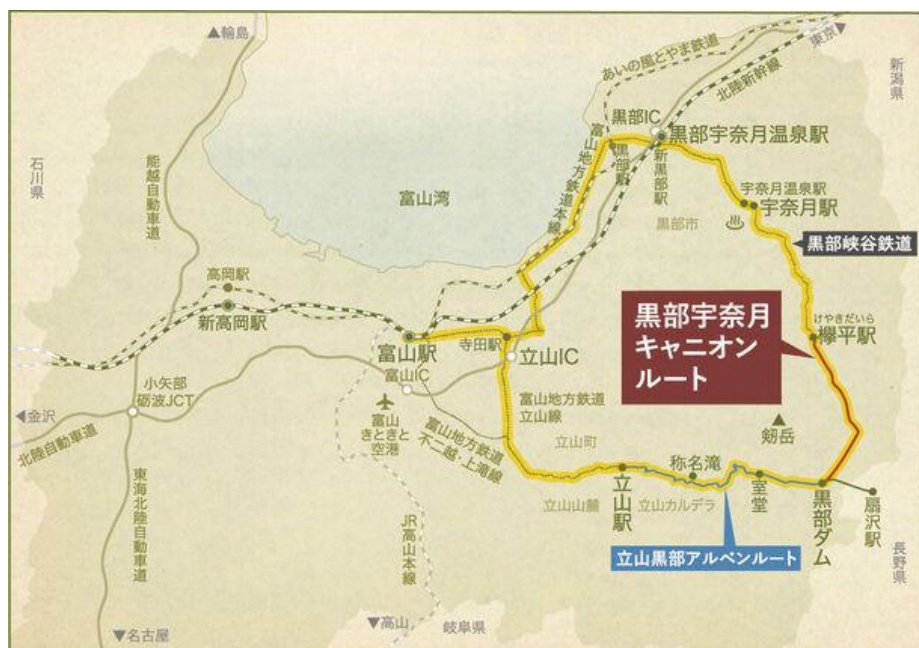 ▲輪島
東京▶
新潟県
あいの風とやま鉄道
北陸新幹線
石川県
能越自動車道
富山湾
黒部IC
黒部宇奈月温泉駅
富山地方鉄道本線
黒部駅
新黒部駅
宇奈月温泉駅
宇奈月駅
黒部市
黒部峡谷鉄道
高岡駅
新高岡駅
黒部宇奈月
キャニオン
ルート
けやきだいら
欅平駅
富山駅
寺田駅
立山IC
富山IC
小矢部
砺波JCT
◀金沢
北陸自動車道
富山
きときと
空港
富山地方鉄道
不二越・上滝線
富山地方鉄道
立山線
立山町
▲
剱岳
東海北陸自動車道
JR高山本線
立山山麓
立山駅
称名滝
立山カルデラ
室堂
黒部ダム
扇沢駅
長野県
立山黒部アルペンルート
▼名古屋
▼高山
岐阜県